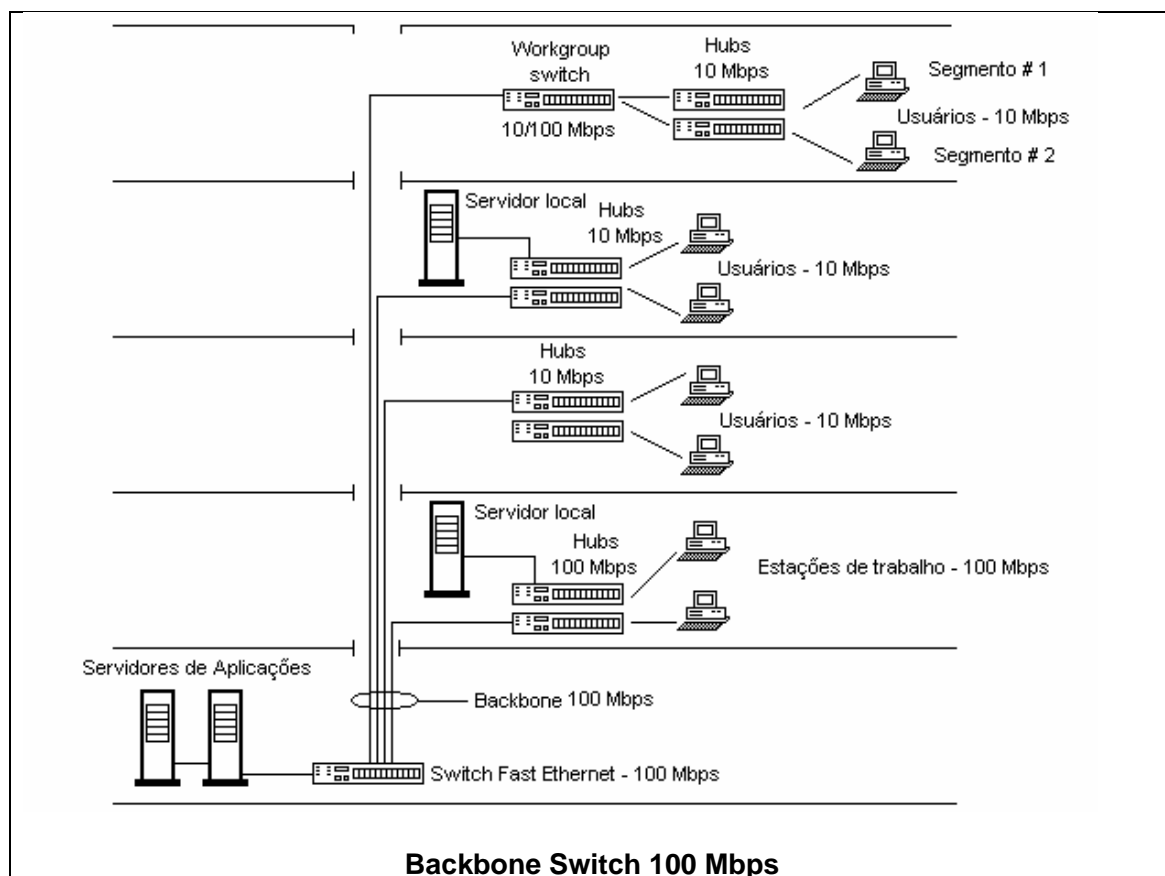 Workgroup
switch
10/100 Mbps
Hubs
10 Mbps
Segmento # 1
Usuários - 10 Mbps
Segmento # 2
Servidor local
Hubs
10 Mbps
Usuários - 10 Mbps
Hubs
10 Mbps
Usuários - 10 Mbps
Servidor local
Hubs
100 Mbps
Estaçőes de trabalho - 100 Mbps
Servidores de Aplicaçőes
Backbone 100 Mbps
Switch Fast Ethernet - 100 Mbps
Backbone Switch 100 Mbps